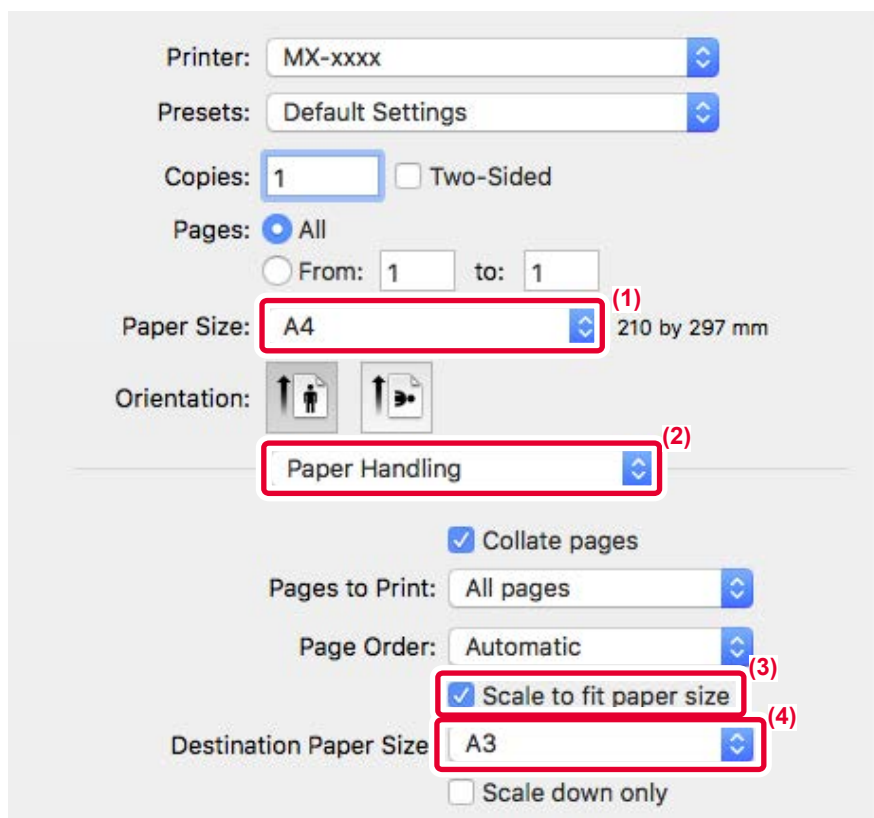 Printer: MX-xxxx
Presets: Default Settings
Copies: 1 Two-Sided
Pages: All
From: 1 to: 1
(1)
Paper Size: A4 210 by 297 mm
Orientation:
(2)
Paper Handling
Collate pages
Pages to Print: All pages
Page Order: Automatic
(3)
Scale to fit paper size
(4)
Destination Paper Size A3
Scale down only